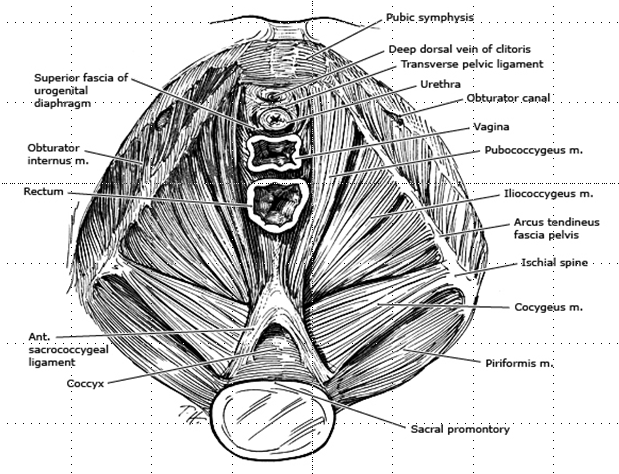 Pubic symphysis
Deep dorsal vein of clitoris
Transverse pelvic ligament
Superior fascia of
urogenital
diaphragm
Urethra
Obturator canal
Vagina
Obturator
internus m.
Pubococcygeus m.
Rectum
Iliococcygeus m.
Arcus tendineus
fascia pelvis
Ischial spine
Cocygeus m.
Ant.
sacrococcygeal
ligament
Piriformis m.
Coccyx
Sacral promontory